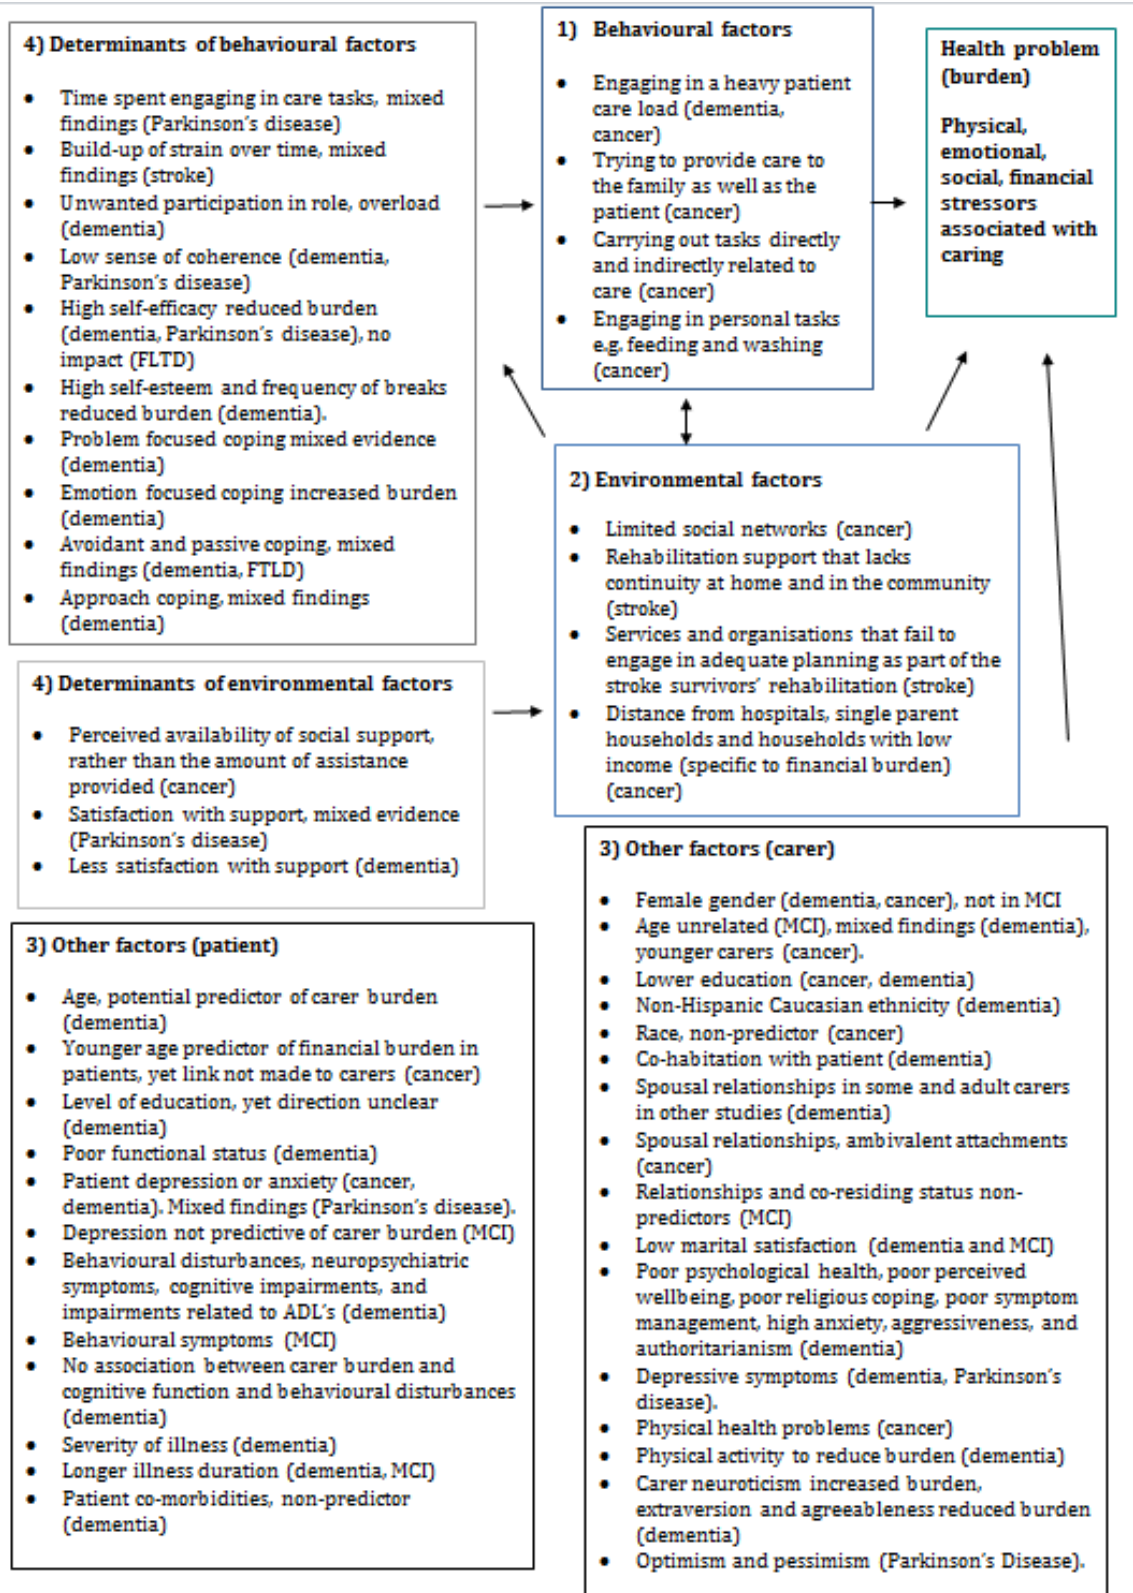 4) Determinants of behavioural factors
• Time spent engaging in care tasks, mixed
findings (Parkinson's disease)
• Build-up of strain over time, mixed
findings (stroke)
• Unwanted participation in role, overload
(dementia)
• Low sense of coherence (dementia,
Parkinson's disease)
• High self-efficacy reduced burden
(dementia, Parkinson's disease), no
impact (FLTD)
• High self-esteem and frequency of breaks
reduced burden (dementia).
• Problem focused coping mixed evidence
(dementia)
• Emotion focused coping increased burden
(dementia)
• Avoidant and passive coping, mixed
findings (dementia, FTLD)
• Approach coping, mixed findings
(dementia)
1) Behavioural factors
• Engaging in a heavy patient
care load (dementia,
cancer)
• Trying to provide care to
the family as well as the
patient (cancer)
• Carrying out tasks directly
and indirectly related to
care (cancer)
• Engaging in personal tasks
e.g. feeding and washing
(cancer)
Health problem
(burden)
Physical,
emotional,
social, financial
stressors
associated with
caring
2) Environmental factors
• Limited social networks (cancer)
• Rehabilitation support that lacks
continuity at home and in the community
(stroke)
• Services and organisations that fail to
engage in adequate planning as part of the
stroke survivors' rehabilitation (stroke)
• Distance from hospitals, single parent
households and households with low
income (specific to financial burden)
(cancer)
4) Determinants of environmental factors
• Perceived availability of social support,
rather than the amount of assistance
provided (cancer)
• Satisfaction with support, mixed evidence
(Parkinson's disease)
• Less satisfaction with support (dementia)
3) Other factors (patient)
• Age, potential predictor of carer burden
(dementia)
• Younger age predictor of financial burden in
patients, yet link not made to carers (cancer)
• Level of education, yet direction unclear
(dementia)
• Poor functional status (dementia)
• Patient depression or anxiety (cancer,
dementia). Mixed findings (Parkinson's disease).
• Depression not predictive of carer burden (MCI)
• Behavioural disturbances, neuropsychiatric
symptoms, cognitive impairments, and
impairments related to ADL's (dementia)
• Behavioural symptoms (MCI)
• No association between carer burden and
cognitive function and behavioural disturbances
(dementia)
• Severity of illness (dementia)
• Longer illness duration (dementia, MCI)
• Patient co-morbidities, non-predictor
(dementia)
3) Other factors (carer)
• Female gender (dementia, cancer), not in MCI
• Age unrelated (MCI), mixed findings (dementia),
younger carers (cancer).
• Lower education (cancer, dementia)
• Non-Hispanic Caucasian ethnicity (dementia)
• Race, non-predictor (cancer)
• Co-habitation with patient (dementia)
• Spousal relationships in some and adult carers
in other studies (dementia)
• Spousal relationships, ambivalent attachments
(cancer)
• Relationships and co-residing status non-
predictors (MCI)
• Low marital satisfaction (dementia and MCI)
• Poor psychological health, poor perceived
wellbeing, poor religious coping, poor symptom
management, high anxiety, aggressiveness, and
authoritarianism (dementia)
• Depressive symptoms (dementia, Parkinson's
disease).
• Physical health problems (cancer)
• Physical activity to reduce burden (dementia)
• Carer neuroticism increased burden,
extraversion and agreeableness reduced burden
(dementia)
• Optimism and pessimism (Parkinson's Disease).